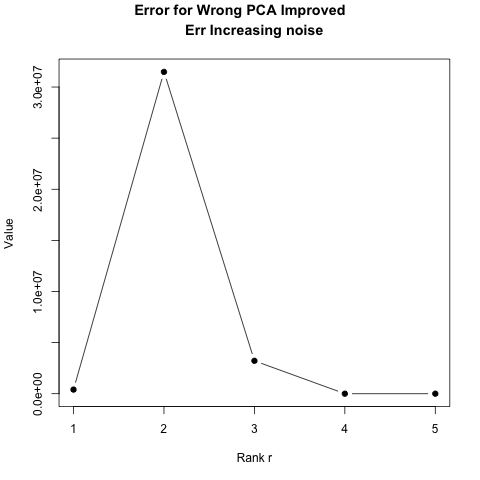 Error for Wrong PCA Improved
Err Increasing noise
Value
3.0e+07
2.0e+07
1.0e+07
0.0e+00
1 2 3 4 5
Rank r